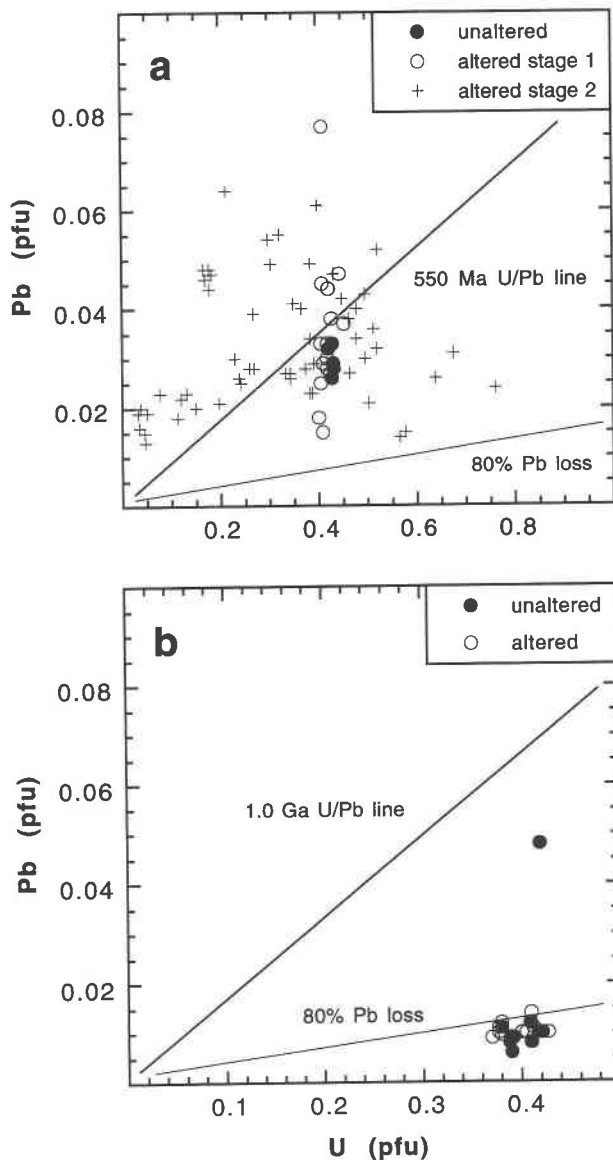 a
unaltered
altered stage 1
altered stage 2
0.08
0.06
0.04
0.02
Pb (pfu)
550 Ma U/Pb line
80% Pb loss
0.2 0.4 0.6 0.8
b
unaltered
altered
0.08
0.06
0.04
0.02
Pb (pfu)
1.0 Ga U/Pb line
80% Pb loss
0.1 0.2 0.3 0.4
U (pfu)